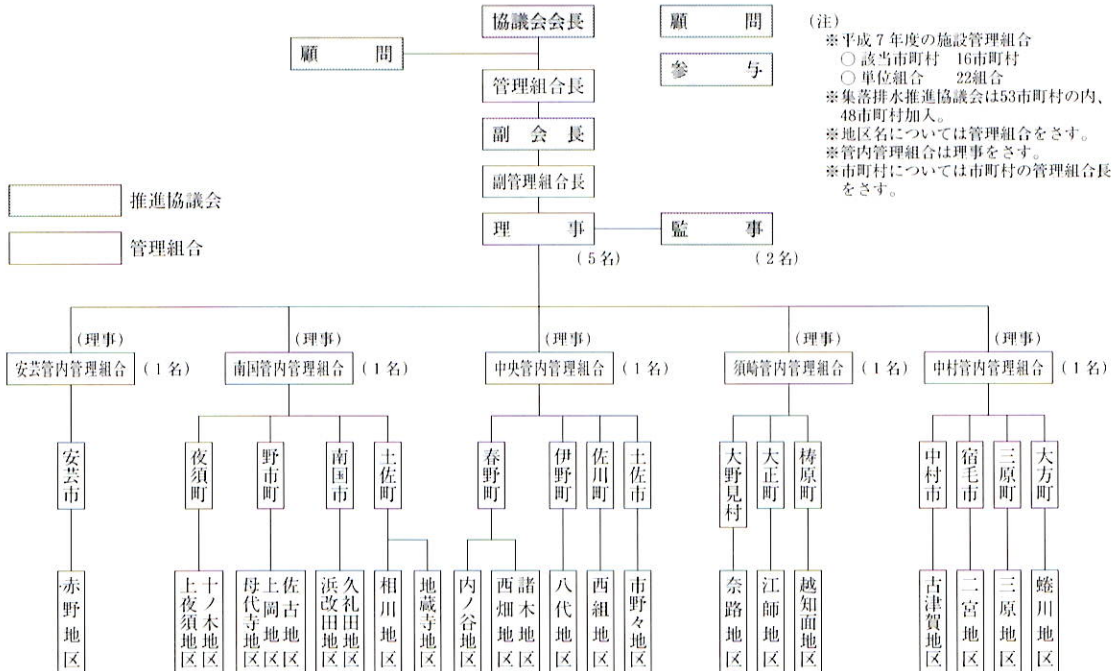 協議会会長
顧問
顧問
参与
管理組合長
副会長
副管理組合長
理事
(5名)
監事
(2名)
推進協議会
管理組合
(注)
※平成7年度の施設管理組合
○該当市町村 16市町村
○単位組合 22組合
※集落排水推進協議会は53市町村の内、
48市町村加入。
※地区名については管理組合をさす。
※管内管理組合は理事をさす。
※市町村については市町村の管理組合長
をさす。
(理事)
安芸管内管理組合 (1名)
(理事)
南国管内管理組合 (1名)
(理事)
中央管内管理組合 (1名)
(理事)
須崎管内管理組合 (1名)
(理事)
中村管内管理組合 (1名)
安芸市
夜須町
野市町
南国市
土佐町
春野町
伊野町
佐川町
土佐市
大野見村
大正町
梼原町
中村市
宿毛市
三原町
大方町
赤野地区
上夜須地区
十ノ木地区
母代寺地区
上岡地区
佐古地区
浜改田地区
久礼田地区
相川地区
地蔵寺地区
内ノ谷地区
西畑地区
諸木地区
八代地区
西組地区
市野々地区
奈路地区
江師地区
越知面地区
古津賀地区
二宮地区
三原地区
蜷川地区